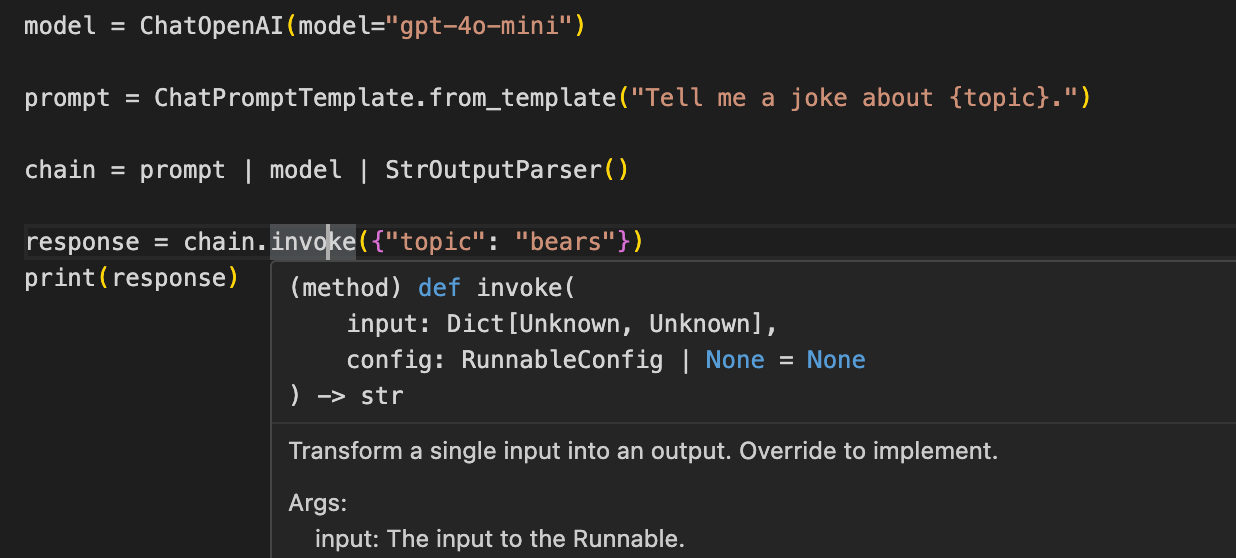 model = ChatOpenAI(model="gpt-4o-mini")
prompt = ChatPromptTemplate.from_template("Tell me a joke about {topic}.")
chain = prompt | model | StrOutputParser()
response = chain.invoke({"topic": "bears"})
print(response)
(method) def invoke(
    input: Dict[Unknown, Unknown],
    config: RunnableConfig | None = None
) -> str
Transform a single input into an output. Override to implement.
Args:
    input: The input to the Runnable.